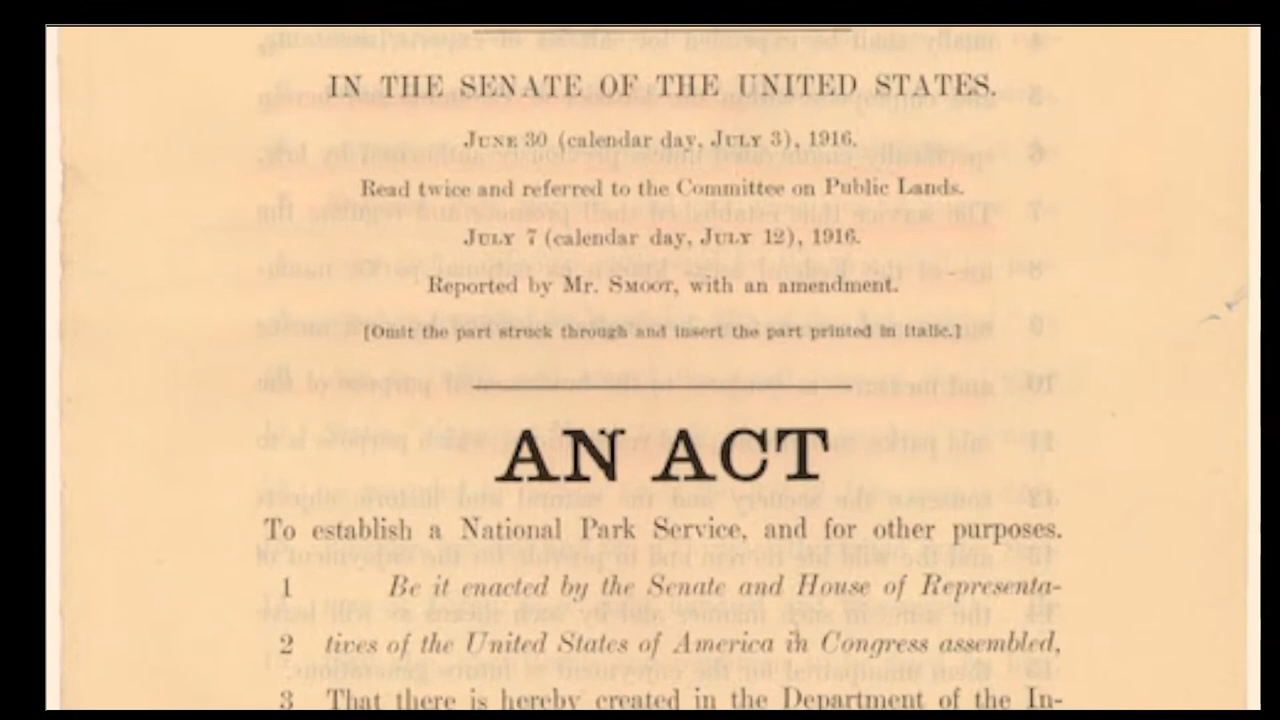 IN THE SENATE OF THE UNITED STATES.
JUNE 30 (calendar day, JULY 3), 1916.
Read twice and referred to the Committee on Public Lands.
JULY 7 (calendar day, JULY 12), 1916.
Reported by Mr. SMOOT, with an amendment.
[Omit the part struck through and insert the part printed in italic.]
AN ACT
To establish a National Park Service, and for other purposes.
1 Be it enacted by the Senate and House of Representa-
2 tives of the United States of America in Congress assembled,
3 That there is hereby created in the Department of the In-